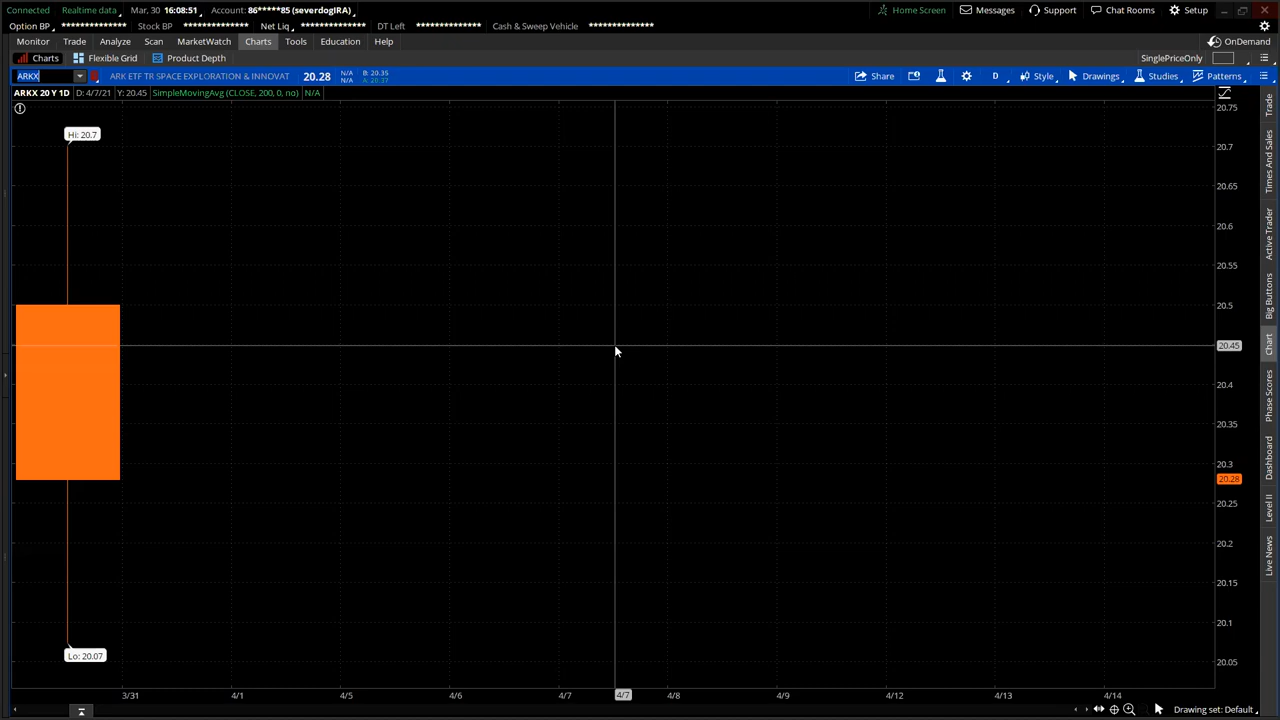 Connected Realtime data Mar, 30 16:08:51 Account: 86*****85 (severdogIRA) Home Screen Messages Support Chat Rooms Setup
Option BP ************** Stock BP ************** Net Liq ************** DT Left ************** Cash & Sweep Vehicle **************
Monitor Trade Analyze Scan MarketWatch Charts Tools Education Help OnDemand
Charts Flexible Grid Product Depth SinglePriceOnly
ARKX ARK ETF TR SPACE EXPLORATION & INNOVAT 20.28 N/A B: 20.35 Share D Style Drawings Studies Patterns
N/A A: 20.37
ARKX 20 Y 1D D: 4/7/21 Y: 20.45 SimpleMovingAvg (CLOSE, 200, 0, no) N/A
20.75
Hi: 20.7
20.7
20.65
20.6
20.55
20.5
20.45
20.4
20.35
20.3
20.28
20.25
20.2
20.15
20.1
Lo: 20.07
20.05
3/31 4/1 4/5 4/6 4/7 4/7 4/8 4/9 4/12 4/13 4/14
Drawing set: Default
Trade
Times And Sales
Active Trader
Big Buttons
Chart
Phase Scores
Dashboard
Level II
Live News